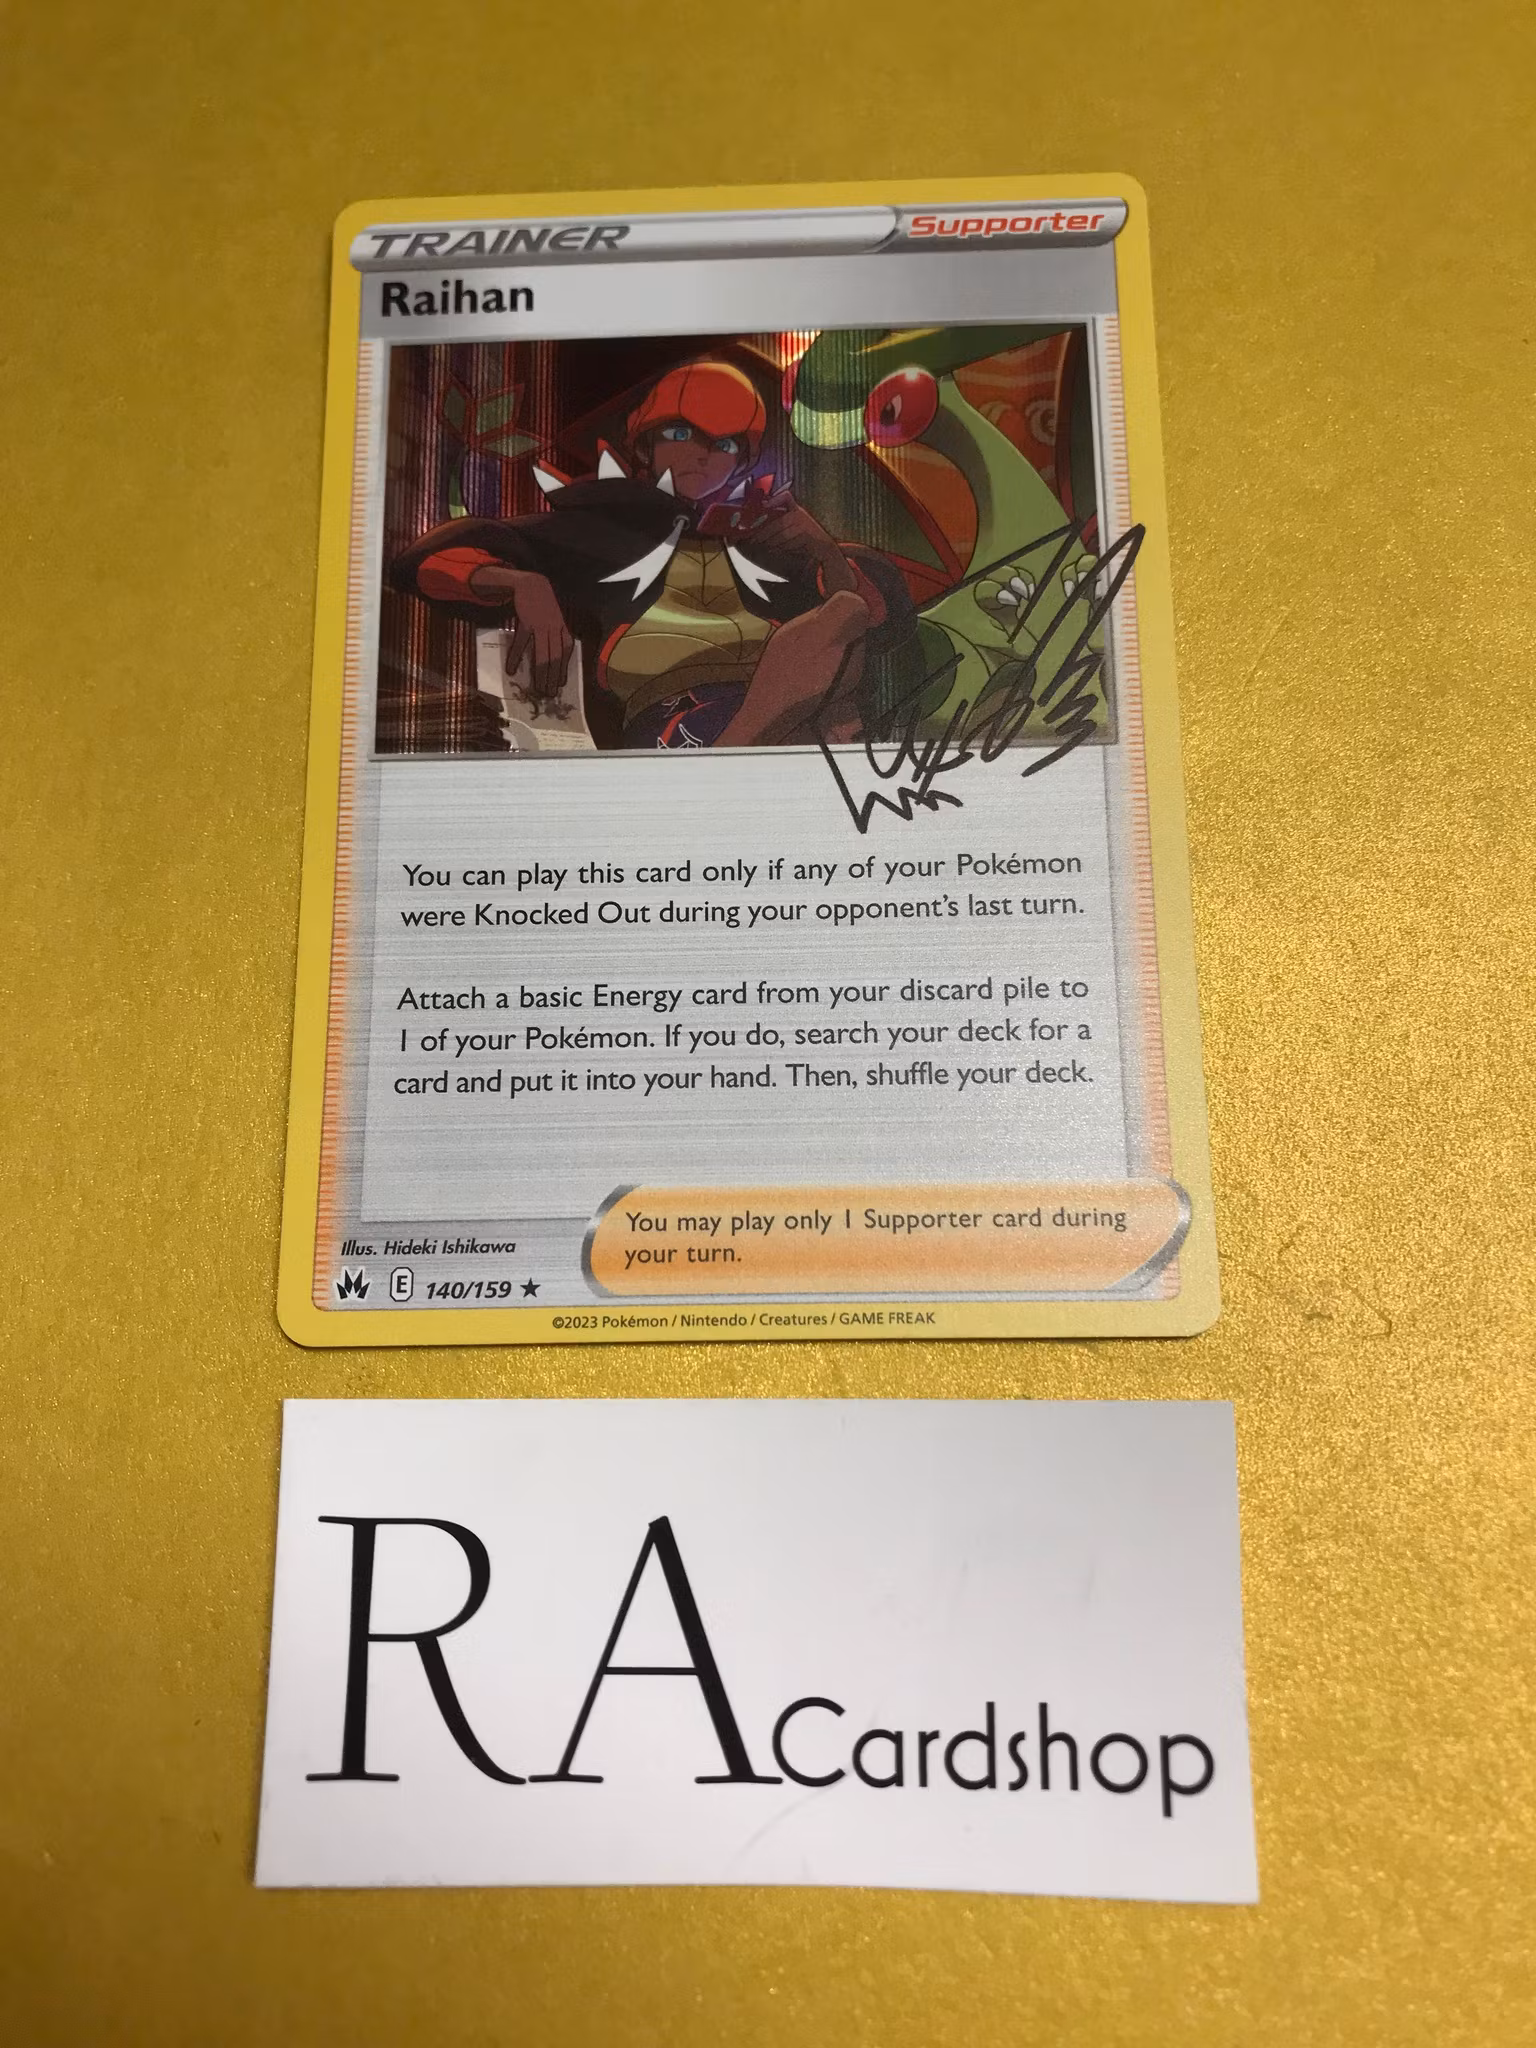 TRAINER
Supporter
Raihan
You can play this card only if any of your Pokémon
were Knocked Out during your opponent's last turn.
Attach a basic Energy card from your discard pile to
1 of your Pokémon. If you do, search your deck for a
card and put it into your hand. Then, shuffle your deck.
You may play only 1 Supporter card during
your turn.
Illus. Hideki Ishikawa
E 140/159 ★
©2023 Pokémon / Nintendo / Creatures / GAME FREAK
RA Cardshop